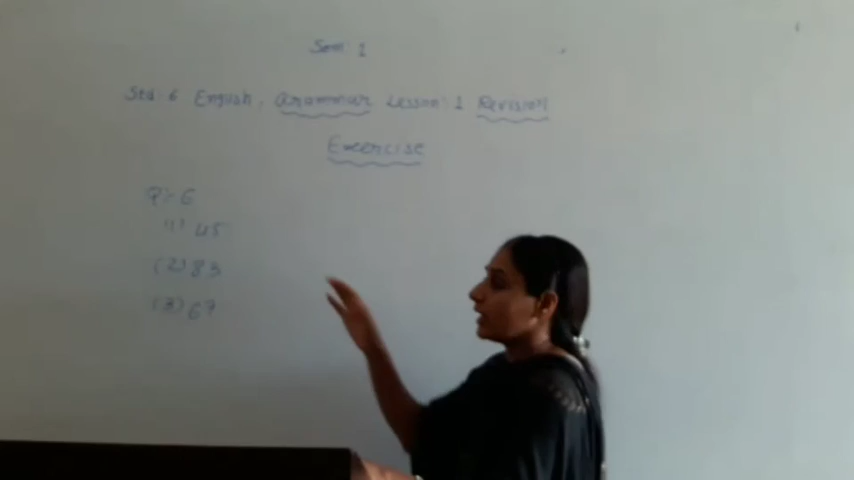 Sem 1
Std 6 English, Grammar Lesson : 1 Revision
Exercise
Q:- 6
(1) 45
(2) 83
(3) 67